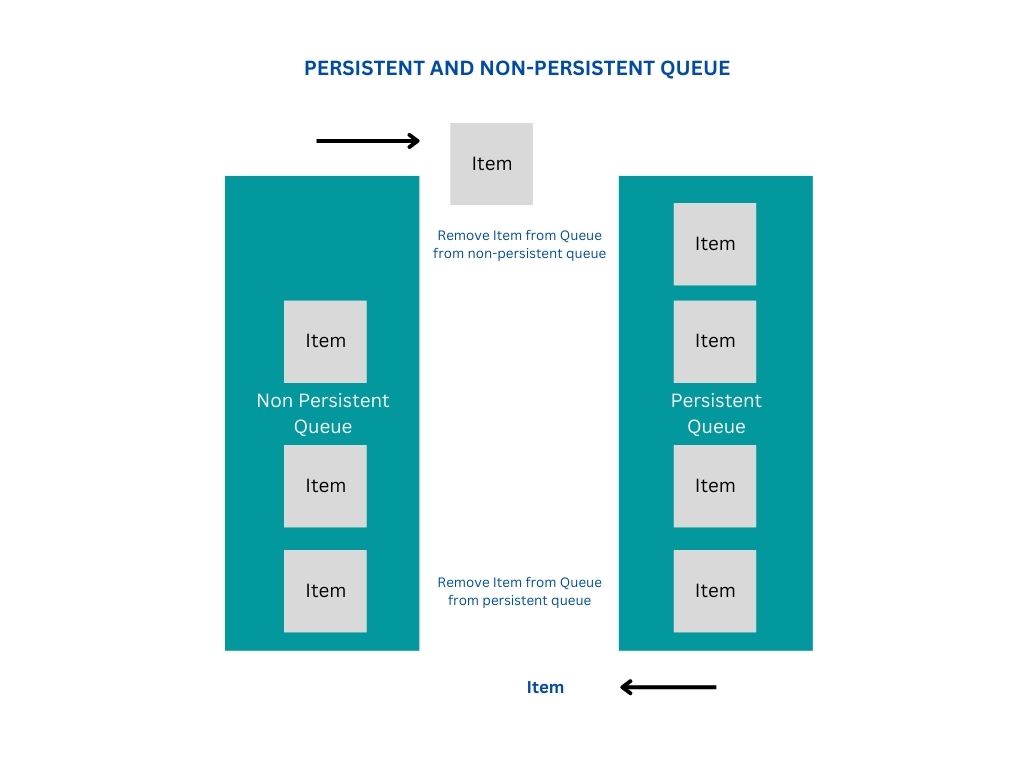 PERSISTENT AND NON-PERSISTENT QUEUE
Item
Remove Item from Queue
from non-persistent queue
Item
Item
Item
Item
Non Persistent
Queue
Persistent
Queue
Item
Item
Item
Item
Remove Item from Queue
from persistent queue
Item